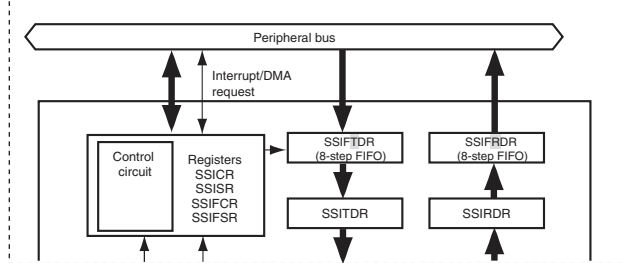 Peripheral bus
Interrupt/DMA
request
Control
circuit
Registers
SSICR
SSISR
SSIFCR
SSIFSR
SSIFTDR
(8-step FIFO)
SSIFRDR
(8-step FIFO)
SSITDR
SSIRDR